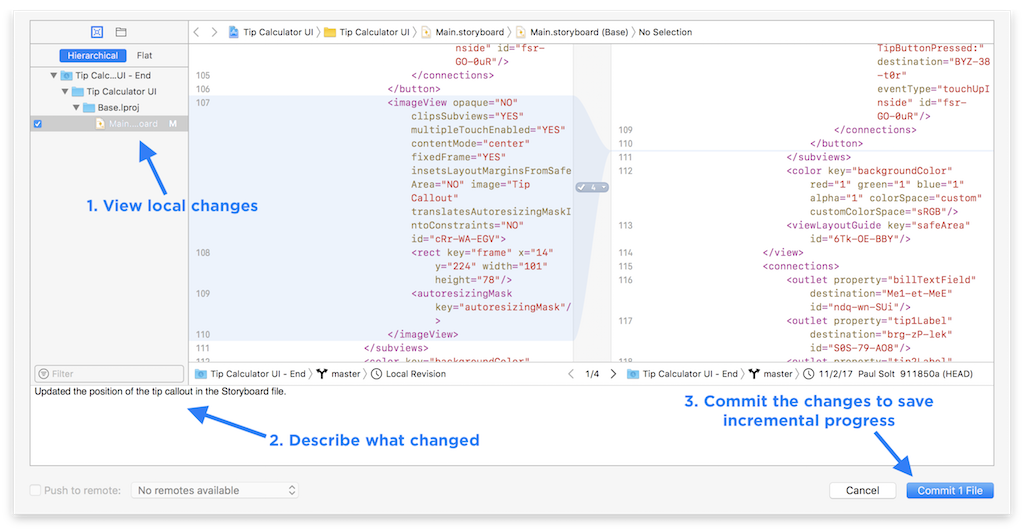 Tip Calculator UI Tip Calculator UI Main.storyboard Main.storyboard (Base) No Selection
Hierarchical Flat
Tip Calc...UI - End
Tip Calculator UI
Base.lproj
Main....oard M
1. View local changes
Filter
nside" id="fsr-
GO-0uR"/>
105 </connections>
106 </button>
107 <imageView opaque="NO"
clipsSubviews="YES"
multipleTouchEnabled="YES"
contentMode="center"
fixedFrame="YES"
insetsLayoutMarginsFromSafe
Area="NO" image="Tip
Callout"
translatesAutoresizingMaskI
ntoConstraints="NO"
id="cRr-WA-EGV">
108 <rect key="frame" x="14"
y="224" width="101"
height="78"/>
109 <autoresizingMask
key="autoresizingMask"/
>
110 </imageView>
111 </subviews>
112 <color key="backgroundColor"
4
TipButtonPressed:"
destination="BYZ-38
-t0r"
eventType="touchUpI
nside" id="fsr-
GO-0uR"/>
109 </connections>
110 </button>
111 </subviews>
112 <color key="backgroundColor"
red="1" green="1" blue="1"
alpha="1" colorSpace="custom"
customColorSpace="sRGB"/>
113 <viewLayoutGuide key="safeArea"
id="6Tk-OE-BBY"/>
114 </view>
115 <connections>
116 <outlet property="billTextField"
destination="Me1-et-MeE"
id="ndq-wn-SUi"/>
117 <outlet property="tip1Label"
destination="brg-zP-lek"
id="S0S-79-AO8"/>
118 <outlet property="tip2Label"
Tip Calculator UI - End master Local Revision 1/4 Tip Calculator UI - End master 11/2/17 Paul Solt 911850a (HEAD)
Updated the position of the tip callout in the Storyboard file.
2. Describe what changed
3. Commit the changes to save
incremental progress
Push to remote: No remotes available Cancel Commit 1 File